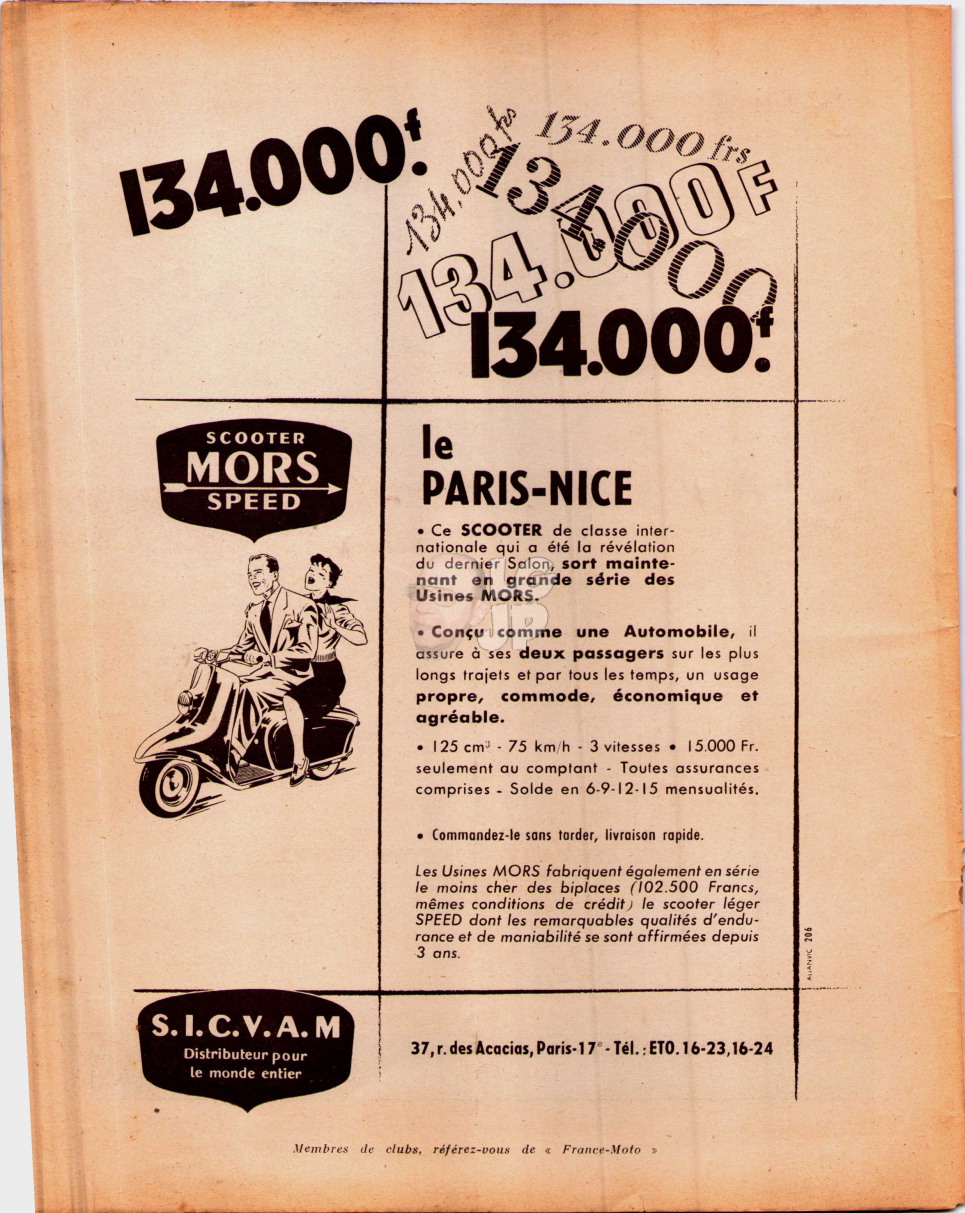 134.000f.
134.000 frs
134.000 frs
134.000
134.000 F
134.000f.
SCOOTER
MORS
SPEED
le
PARIS-NICE
• Ce SCOOTER de classe inter-
nationale qui a été la révélation
du dernier Salon, sort mainte-
nant en grande série des
Usines MORS.
• Conçu comme une Automobile, il
assure à ses deux passagers sur les plus
longs trajets et par tous les temps, un usage
propre, commode, économique et
agréable.
• 125 cm³ - 75 km/h - 3 vitesses • 15.000 Fr.
seulement au comptant - Toutes assurances
comprises - Solde en 6-9-12-15 mensualités.
• Commandez-le sans tarder, livraison rapide.
Les Usines MORS fabriquent également en série
le moins cher des biplaces (102.500 Francs,
mêmes conditions de crédit) le scooter léger
SPEED dont les remarquables qualités d'endu-
rance et de maniabilité se sont affirmées depuis
3 ans.
206
S.I.C.V.A.M
Distributeur pour
le monde entier
37, r. des Acacias, Paris-17e - Tél. : ETO. 16-23, 16-24
Membres de clubs, référez-vous de « France-Moto »